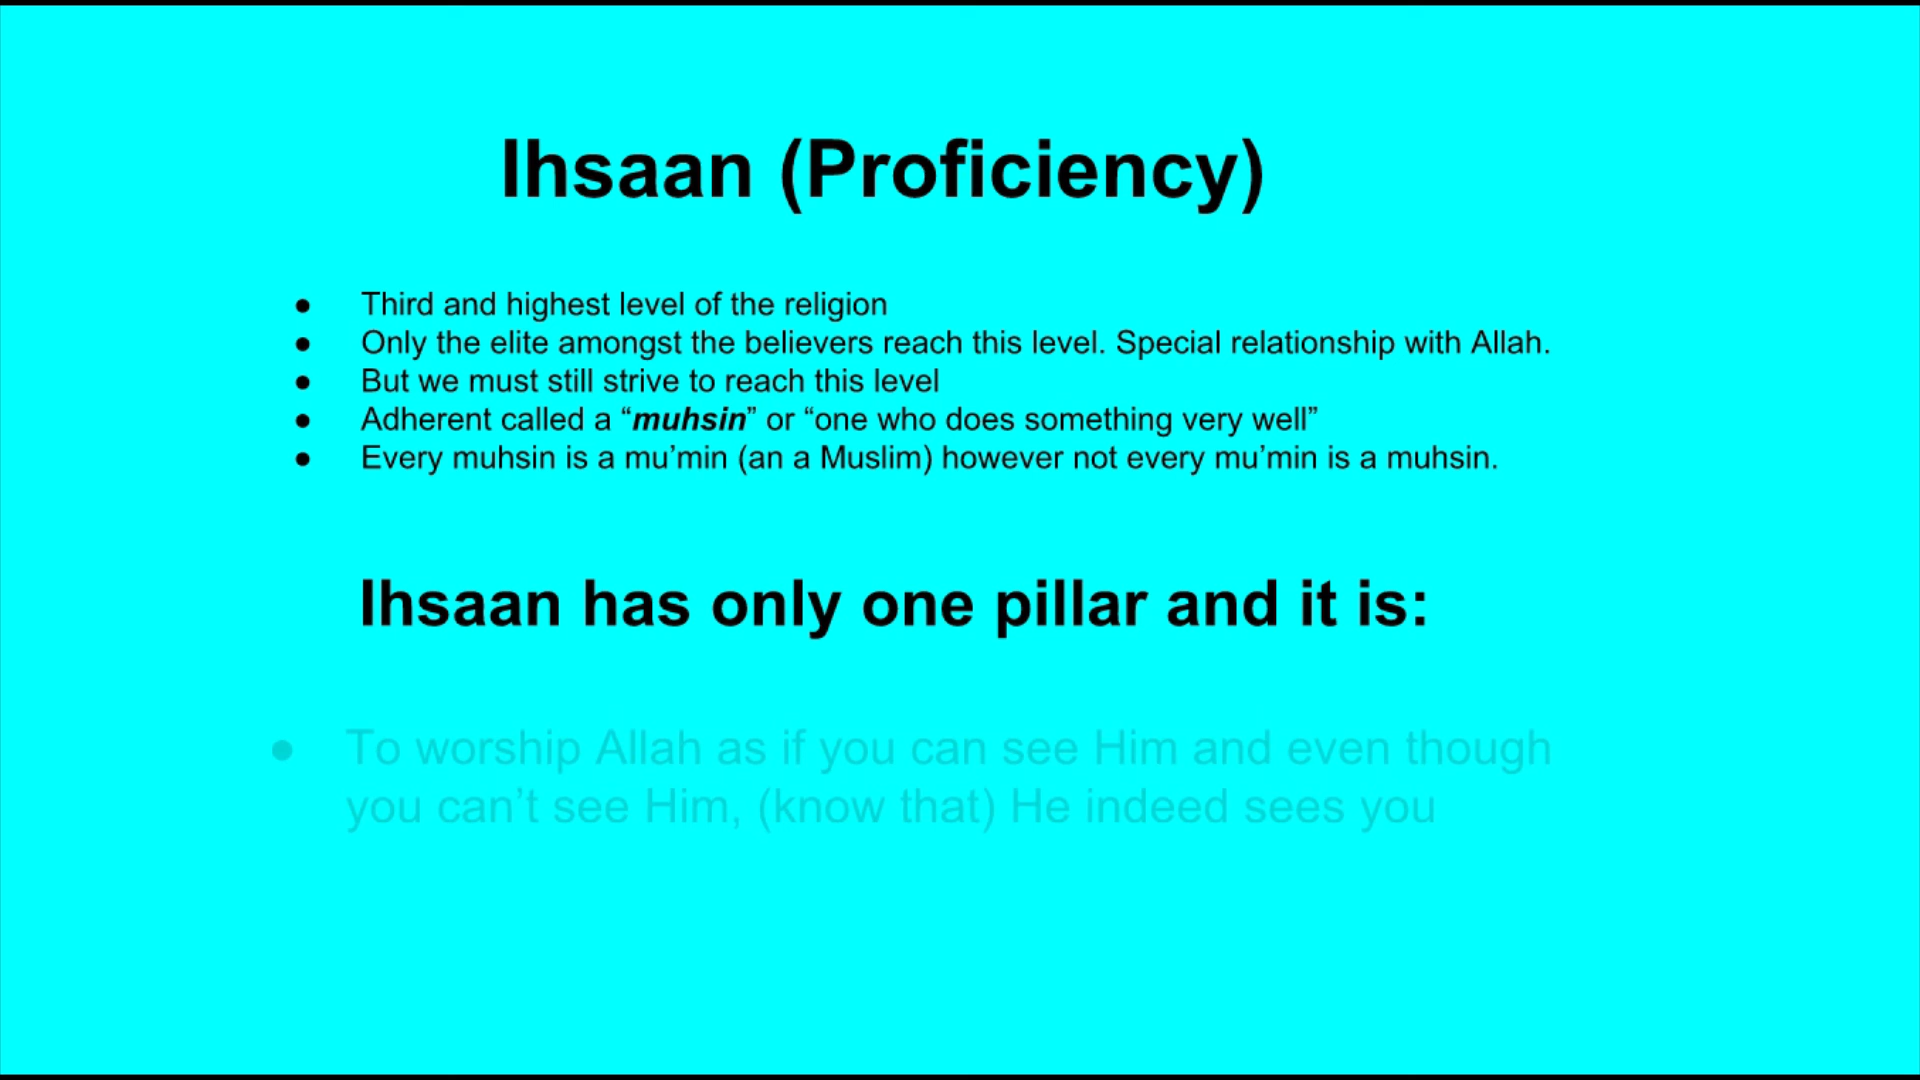 Ihsaan (Proficiency)
● Third and highest level of the religion
● Only the elite amongst the believers reach this level. Special relationship with Allah.
● But we must still strive to reach this level
● Adherent called a “muhsin” or “one who does something very well”
● Every muhsin is a mu’min (an a Muslim) however not every mu’min is a muhsin.
Ihsaan has only one pillar and it is:
● To worship Allah as if you can see Him and even though
you can’t see Him, (know that) He indeed sees you